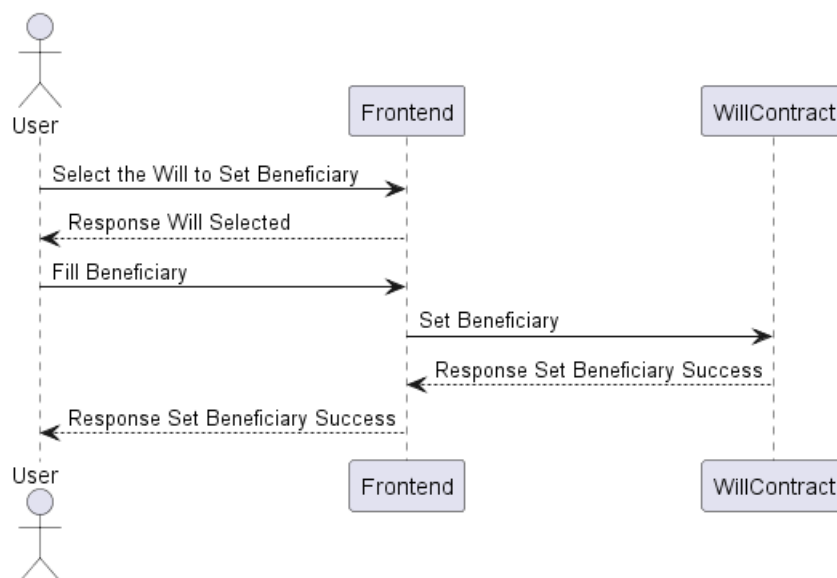 User
Frontend
WillContract
Select the Will to Set Beneficiary
Response Will Selected
Fill Beneficiary
Set Beneficiary
Response Set Beneficiary Success
Response Set Beneficiary Success
User
Frontend
WillContract